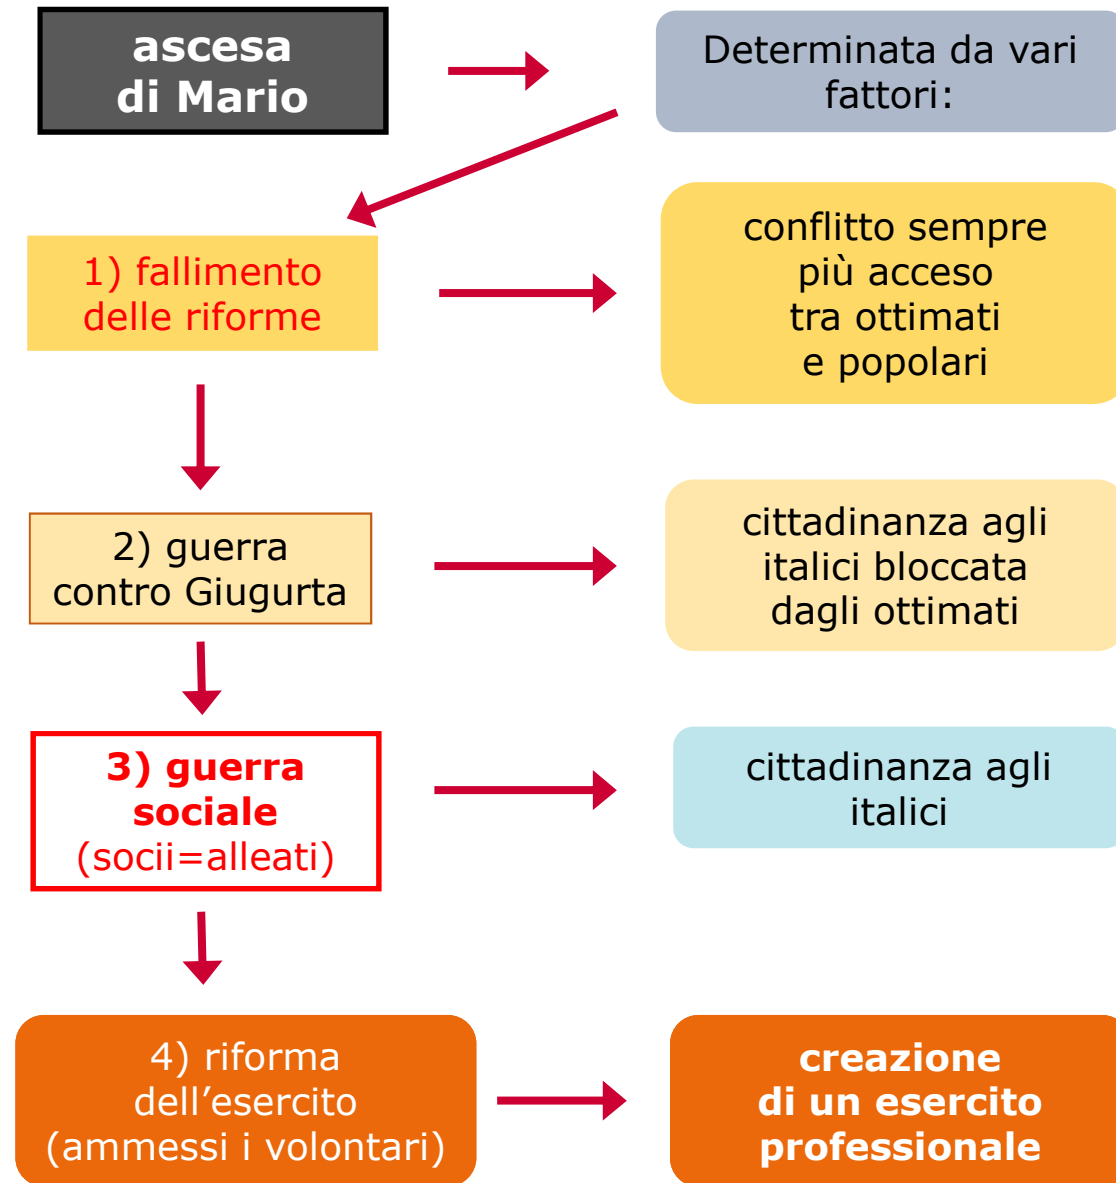 ascesa
di Mario
Determinata da vari
fattori:
1) fallimento
delle riforme
conflitto sempre
più acceso
tra ottimati
e popolari
2) guerra
contro Giugurta
cittadinanza agli
italici bloccata
dagli ottimati
3) guerra
sociale
(socii=alleati)
cittadinanza agli
italici
4) riforma
dell’esercito
(ammessi i volontari)
creazione
di un esercito
professionale